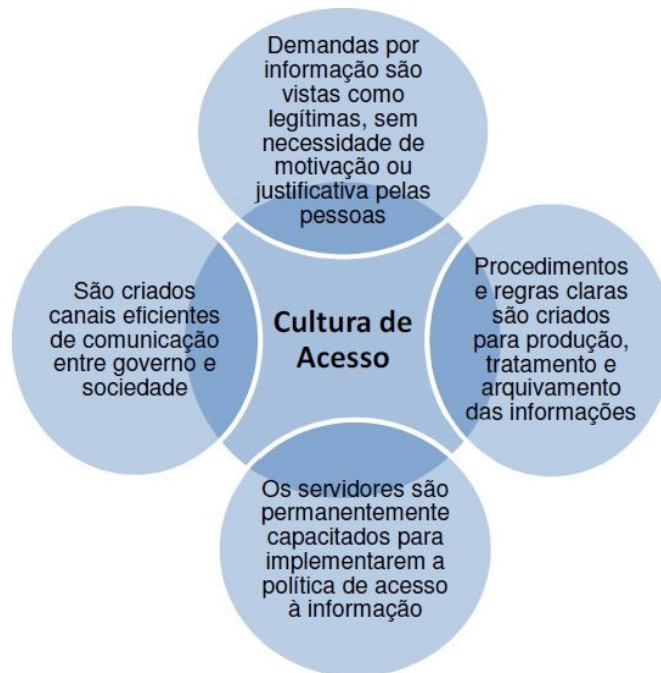 Demandas por
informação são
vistas como
legítimas, sem
necessidade de
motivação ou
justificativa pelas
pessoas
São criados
canais eficientes
de comunicação
entre governo e
sociedade
Cultura de
Acesso
Procedimentos
e regras claras
são criados
para produção,
tratamento e
arquivamento
das informações
Os servidores são
permanentemente
capacitados para
implementarem a
política de acesso
à informação